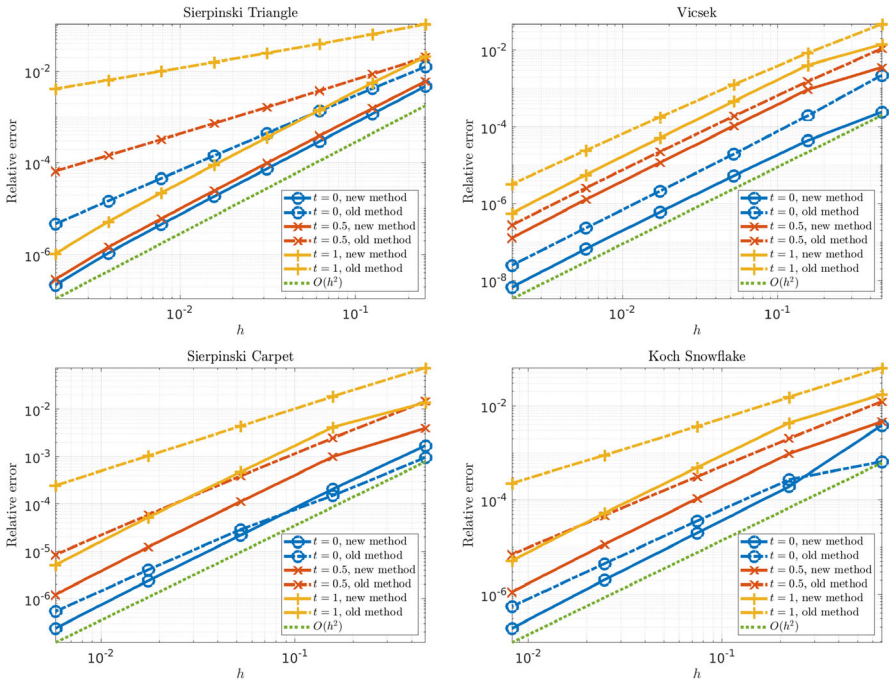 Sierpinski Triangle
10^-2
10^-4
10^-6
Relative error
10^-2
10^-1
h
t = 0, new method
t = 0, old method
t = 0.5, new method
t = 0.5, old method
t = 1, new method
t = 1, old method
O(h^2)
Vicsek
10^-2
10^-4
10^-6
10^-8
Relative error
10^-2
10^-1
h
t = 0, new method
t = 0, old method
t = 0.5, new method
t = 0.5, old method
t = 1, new method
t = 1, old method
O(h^2)
Sierpinski Carpet
10^-2
10^-3
10^-4
10^-5
10^-6
Relative error
10^-2
10^-1
h
t = 0, new method
t = 0, old method
t = 0.5, new method
t = 0.5, old method
t = 1, new method
t = 1, old method
O(h^2)
Koch Snowflake
10^-2
10^-4
10^-6
Relative error
10^-2
10^-1
h
t = 0, new method
t = 0, old method
t = 0.5, new method
t = 0.5, old method
t = 1, new method
t = 1, old method
O(h^2)